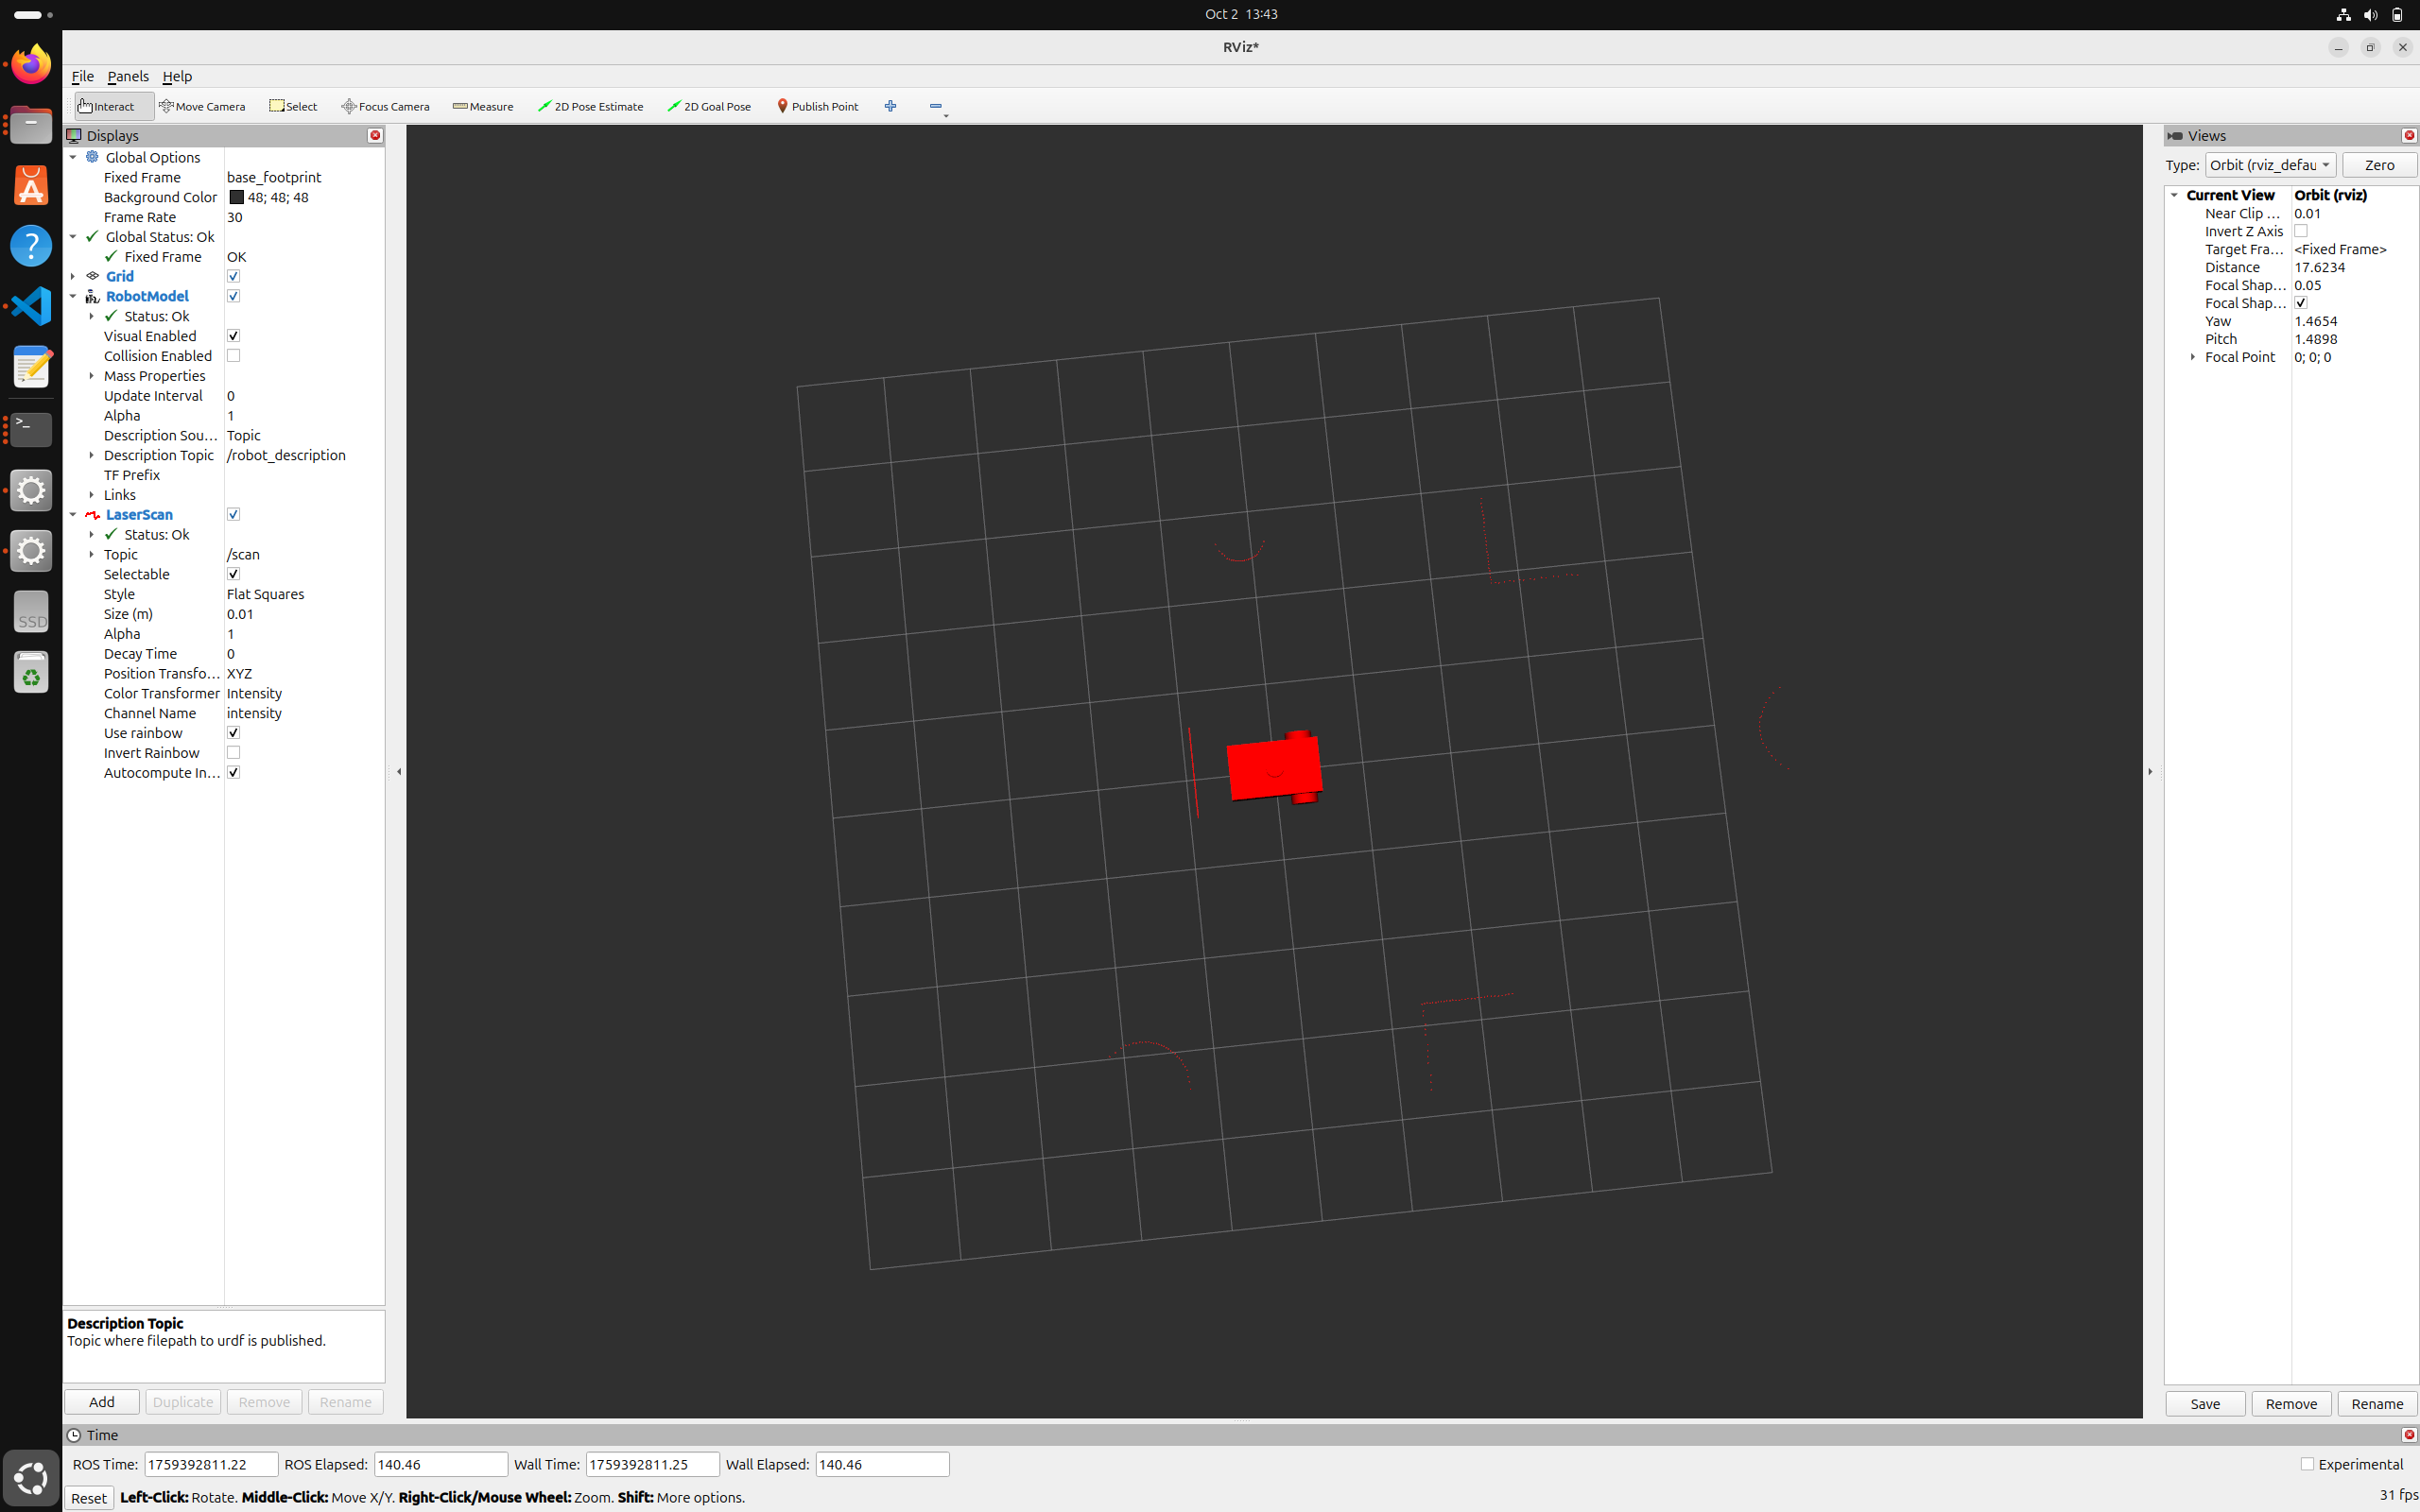 Oct 2 13:43
RViz*
File Panels Help
Interact Move Camera Select Focus Camera Measure 2D Pose Estimate 2D Goal Pose Publish Point
Displays
Global Options
Fixed Frame base_footprint
Background Color 48; 48; 48
Frame Rate 30
Global Status: Ok
Fixed Frame OK
Grid
RobotModel
Status: Ok
Visual Enabled
Collision Enabled
Mass Properties
Update Interval 0
Alpha 1
Description Sou... Topic
Description Topic /robot_description
TF Prefix
Links
LaserScan
Status: Ok
Topic /scan
Selectable
Style Flat Squares
Size (m) 0.01
Alpha 1
Decay Time 0
Position Transfo... XYZ
Color Transformer Intensity
Channel Name intensity
Use rainbow
Invert Rainbow
Autocompute In...
Description Topic
Topic where filepath to urdf is published.
Add Duplicate Remove Rename
Views
Type: Orbit (rviz_defau Zero
Current View Orbit (rviz)
Near Clip ... 0.01
Invert Z Axis
Target Fra... <Fixed Frame>
Distance 17.6234
Focal Shap... 0.05
Focal Shap...
Yaw 1.4654
Pitch 1.4898
Focal Point 0; 0; 0
Save Remove Rename
SSD
Time
ROS Time: 1759392811.22 ROS Elapsed: 140.46 Wall Time: 1759392811.25 Wall Elapsed: 140.46 Experimental
Reset Left-Click: Rotate. Middle-Click: Move X/Y. Right-Click/Mouse Wheel: Zoom. Shift: More options. 31 fps